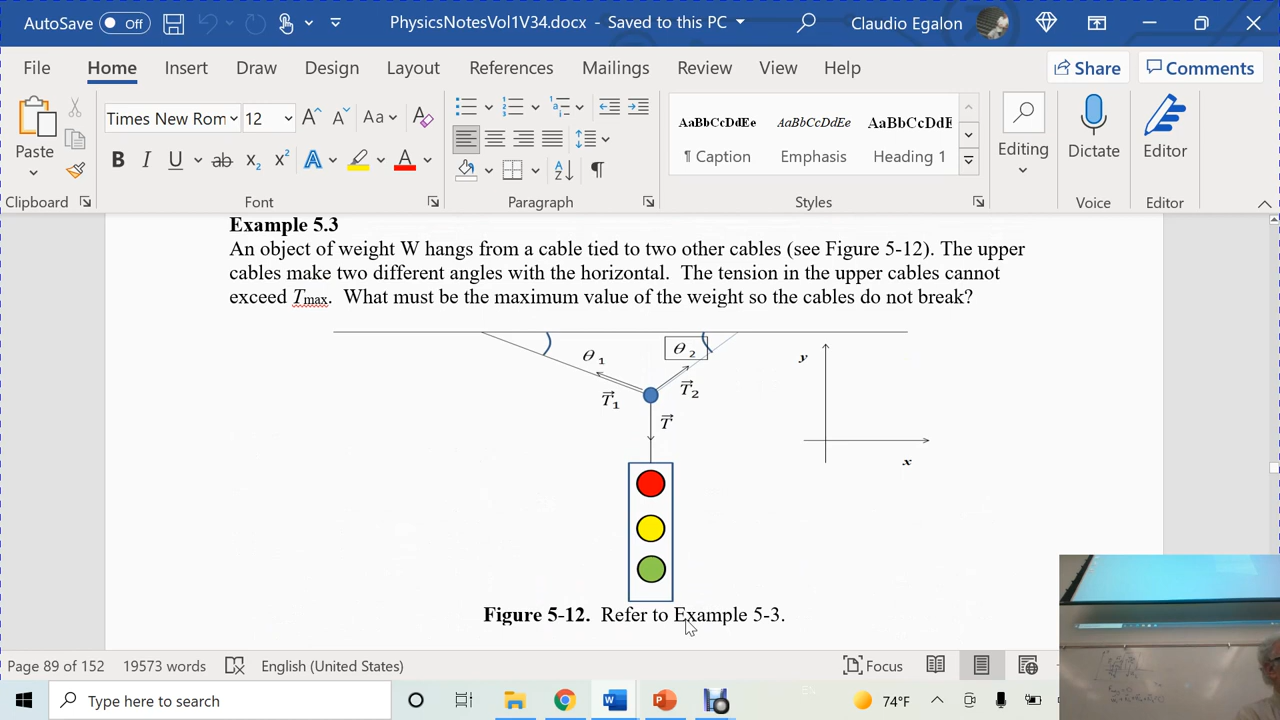 AutoSave Off PhysicsNotesVol1V34.docx - Saved to this PC Claudio Egalon
File Home Insert Draw Design Layout References Mailings Review View Help Share Comments
Times New Rom 12 A A Aa A
Paste B I U ab x2 x2 A A
AaBbCcDdEe AaBbCcDdEe AaBbCcDdE
¶ Caption Emphasis Heading 1
Editing Dictate Editor
Clipboard Font Paragraph Styles Voice Editor
Example 5.3
An object of weight W hangs from a cable tied to two other cables (see Figure 5-12). The upper
cables make two different angles with the horizontal. The tension in the upper cables cannot
exceed Tmax. What must be the maximum value of the weight so the cables do not break?
θ1 θ2 y
T1 T2
T
x
Figure 5-12. Refer to Example 5-3.
Page 89 of 152 19573 words English (United States) Focus
Type here to search 74°F